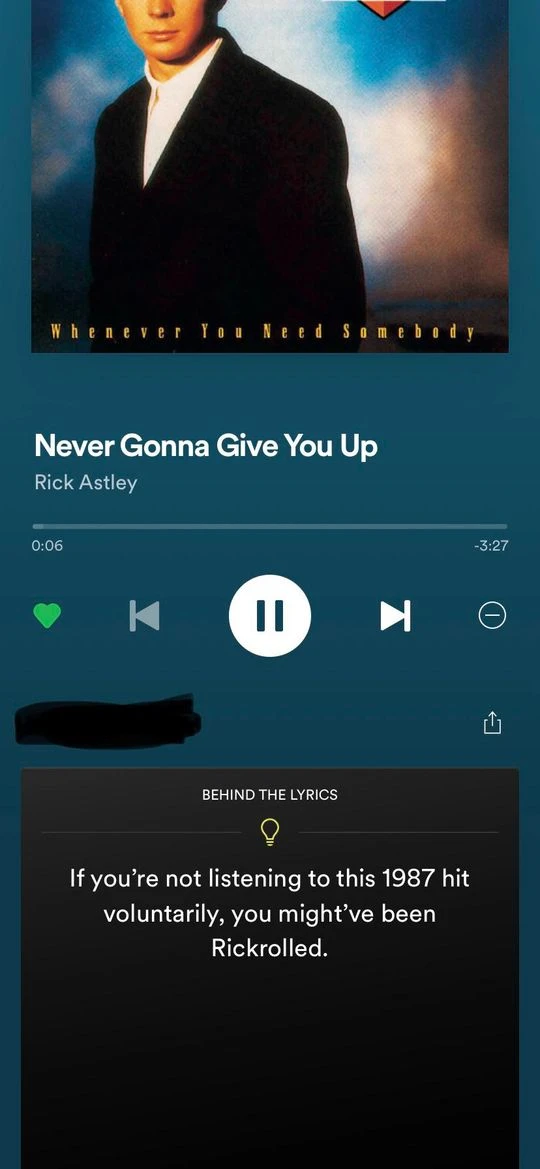 Whenever You Need Somebody
Never Gonna Give You Up
Rick Astley
0:06
-3:27
BEHIND THE LYRICS
If you’re not listening to this 1987 hit
voluntarily, you might’ve been
Rickrolled.